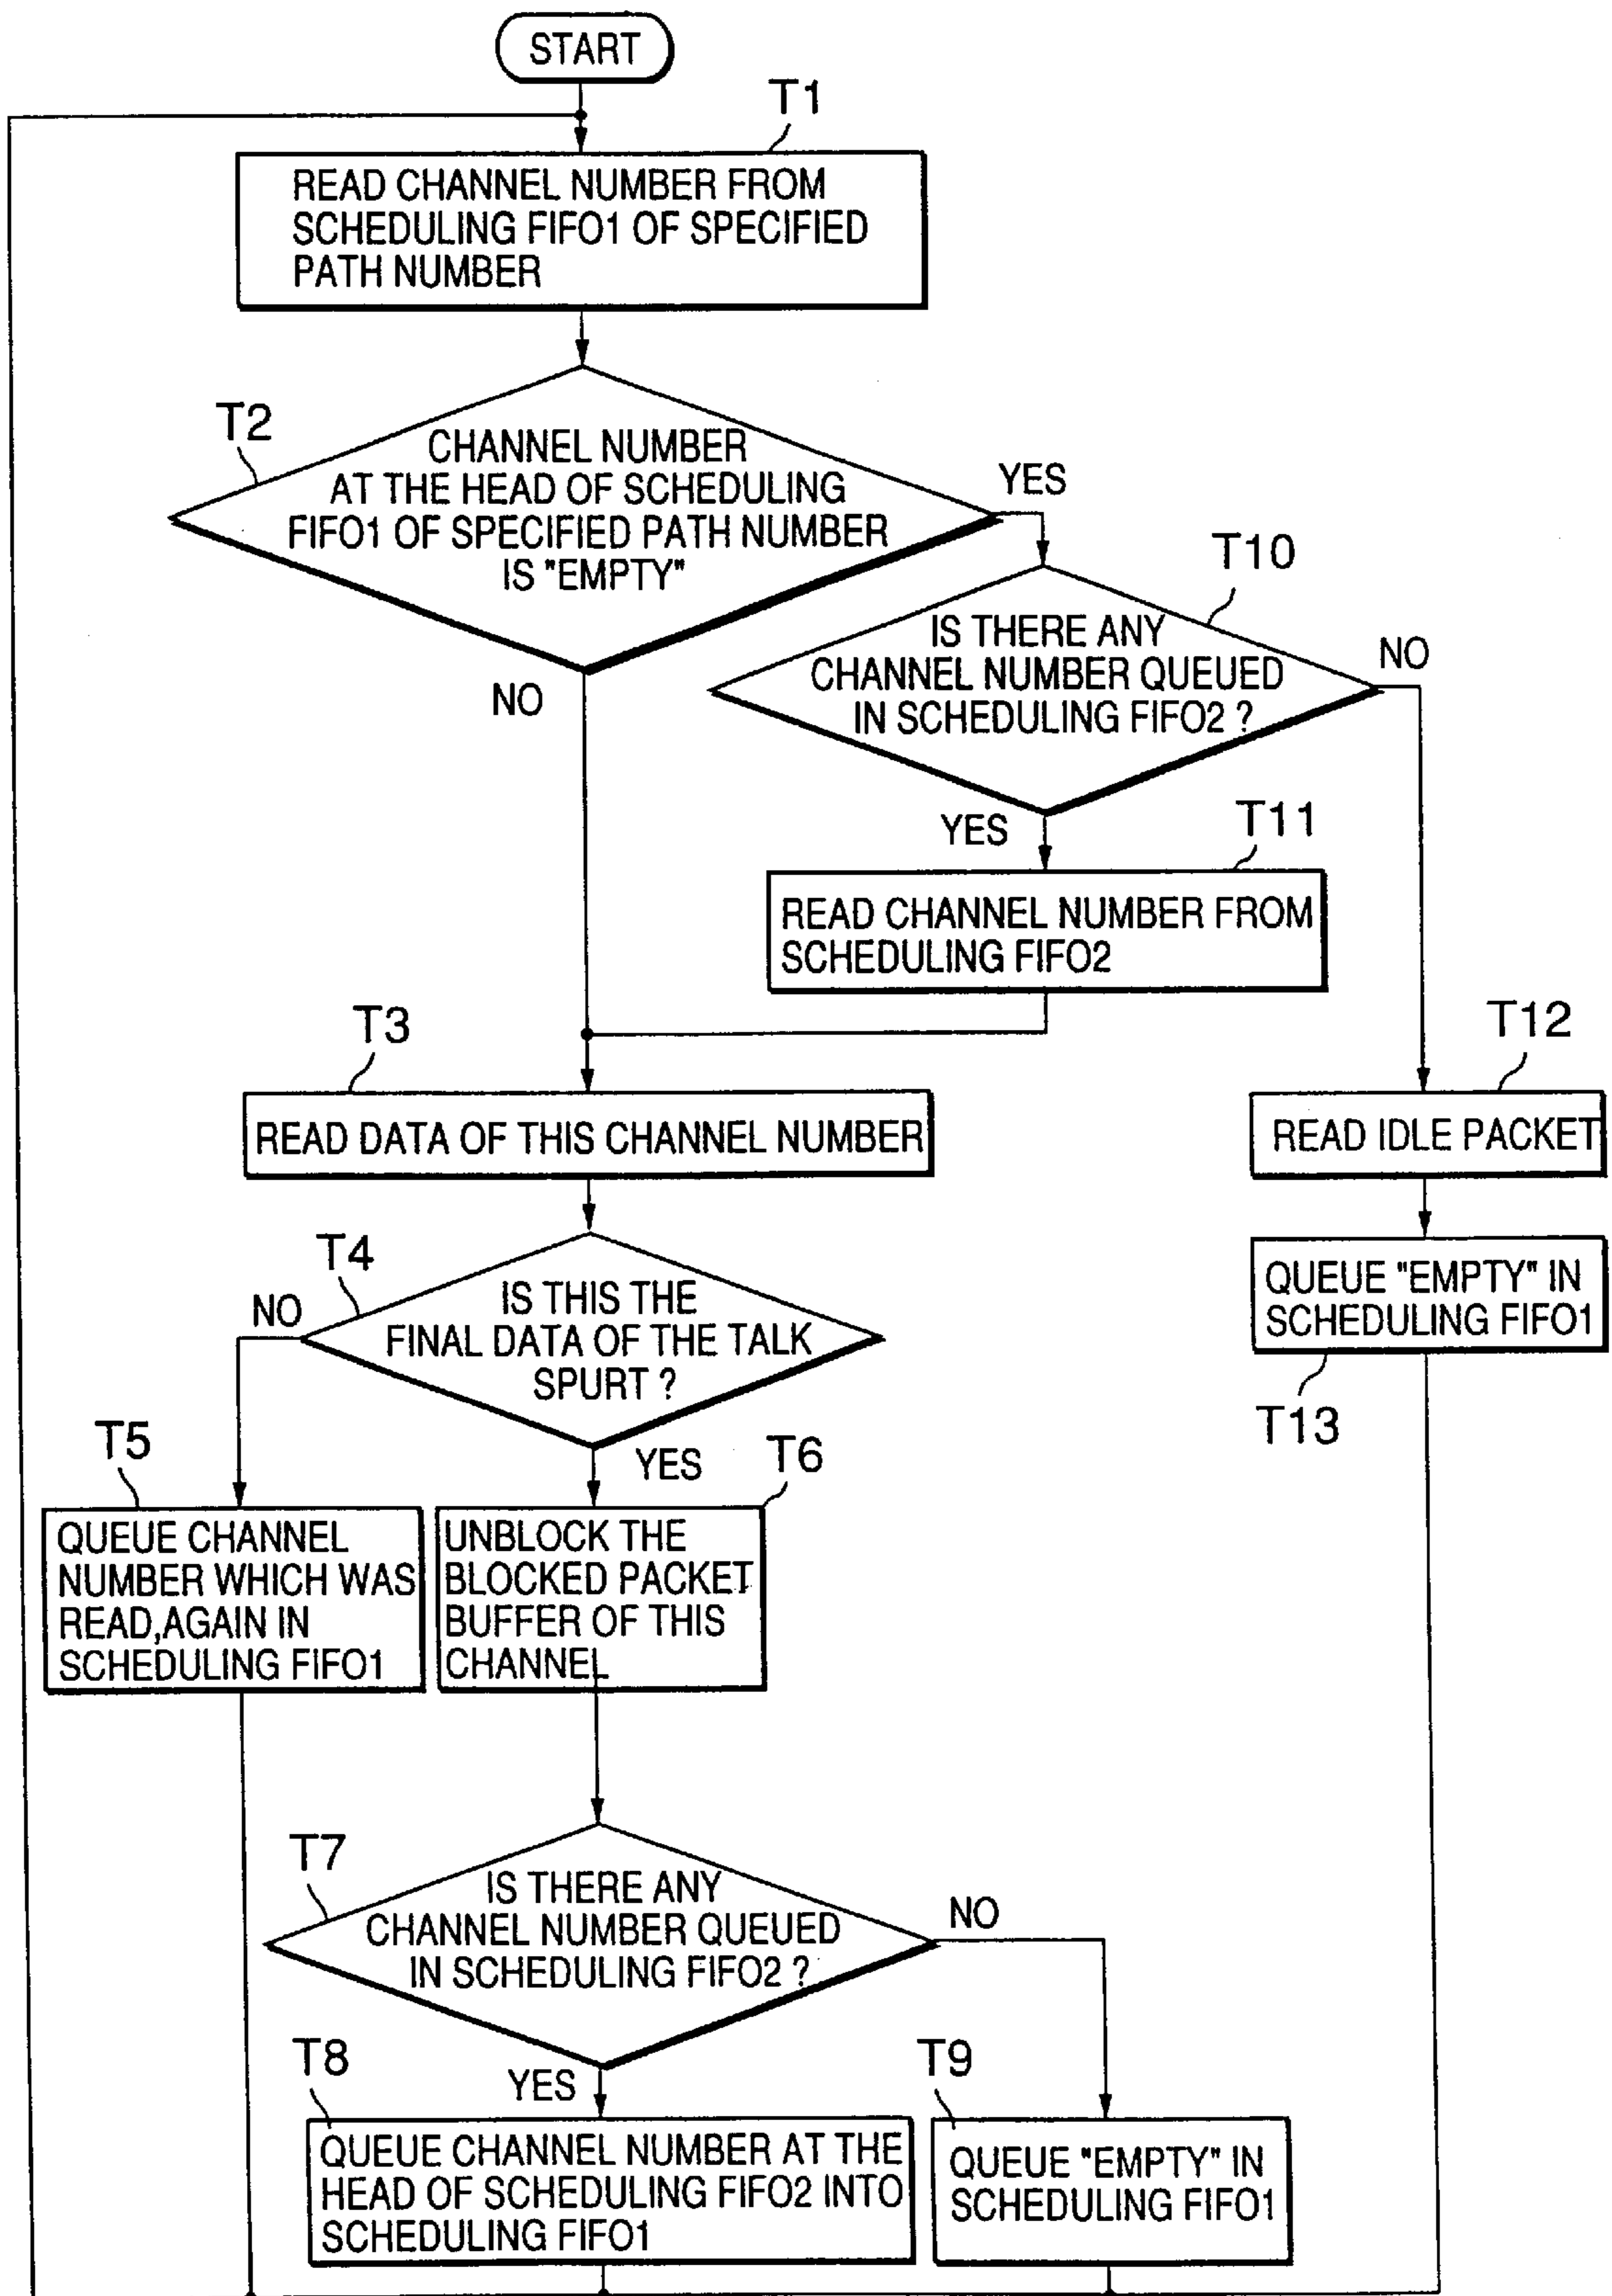 START
T1
READ CHANNEL NUMBER FROM
SCHEDULING FIFO1 OF SPECIFIED
PATH NUMBER
T2
CHANNEL NUMBER
AT THE HEAD OF SCHEDULING
FIFO1 OF SPECIFIED PATH NUMBER
IS "EMPTY"
YES
NO
T10
IS THERE ANY
CHANNEL NUMBER QUEUED
IN SCHEDULING FIFO2 ?
NO
YES
T11
READ CHANNEL NUMBER FROM
SCHEDULING FIFO2
T3
READ DATA OF THIS CHANNEL NUMBER
T12
READ IDLE PACKET
T4
IS THIS THE
FINAL DATA OF THE TALK
SPURT ?
NO
YES
QUEUE "EMPTY" IN
SCHEDULING FIFO1
T13
T5
QUEUE CHANNEL
NUMBER WHICH WAS
READ,AGAIN IN
SCHEDULING FIFO1
T6
UNBLOCK THE
BLOCKED PACKET
BUFFER OF THIS
CHANNEL
T7
IS THERE ANY
CHANNEL NUMBER QUEUED
IN SCHEDULING FIFO2 ?
NO
YES
T8
QUEUE CHANNEL NUMBER AT THE
HEAD OF SCHEDULING FIFO2 INTO
SCHEDULING FIFO1
T9
QUEUE "EMPTY" IN
SCHEDULING FIFO1